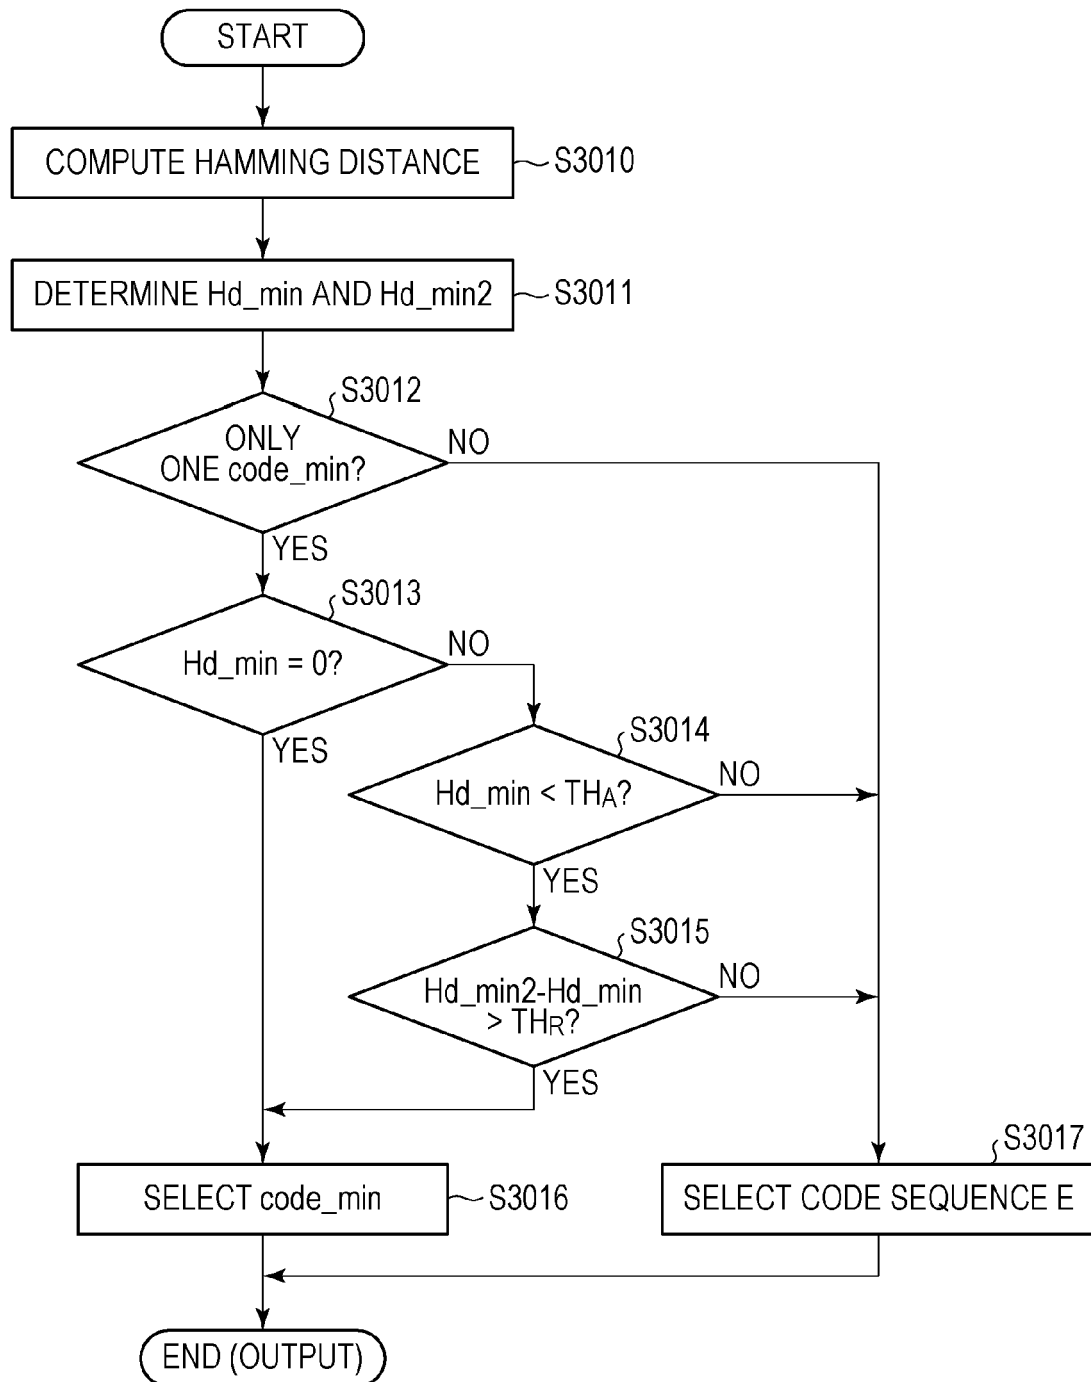 START
COMPUTE HAMMING DISTANCE
S3010
DETERMINE Hd_min AND Hd_min2
S3011
S3012
ONLY
ONE code_min?
NO
YES
S3013
Hd_min = 0?
NO
YES
S3014
Hd_min < THA?
NO
YES
S3015
Hd_min2-Hd_min
> THR?
NO
YES
SELECT code_min
S3016
S3017
SELECT CODE SEQUENCE E
END (OUTPUT)